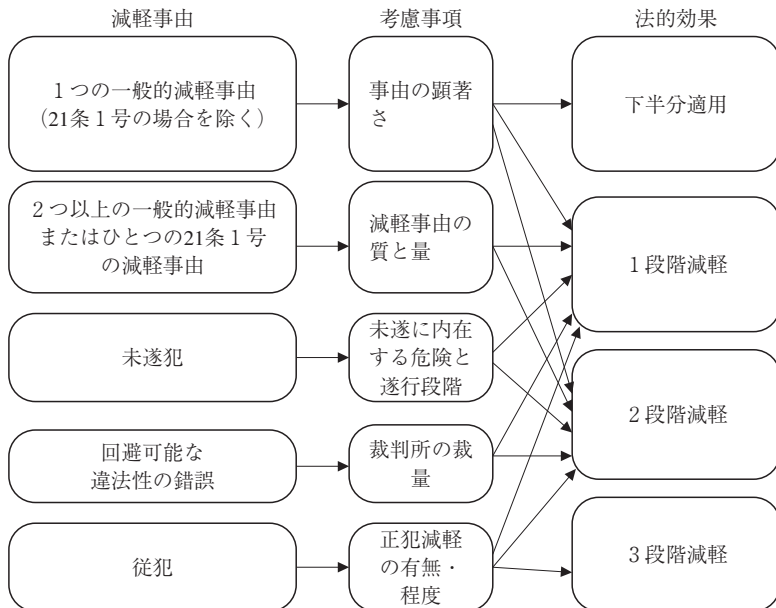 減軽事由 考慮事項 法的効果
1つの一般的減軽事由
（21条1号の場合を除く）
事由の顕著
さ
下半分適用
2つ以上の一般的減軽事由
またはひとつの21条1号
の減軽事由
減軽事由の
質と量
1段階減軽
未遂犯
未遂に内在
する危険と
遂行段階
2段階減軽
回避可能な
違法性の錯誤
裁判所の裁
量
従犯
正犯減軽
の有無・
程度
3段階減軽